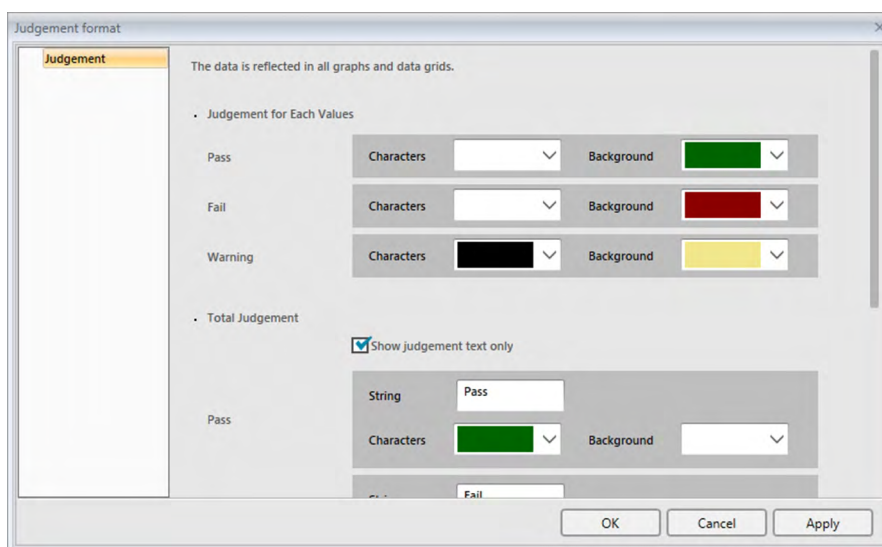 Judgement format
Judgement
The data is reflected in all graphs and data grids.
Judgement for Each Values
Pass Characters Background
Fail Characters Background
Warning Characters Background
Total Judgement
Show judgement text only
String Pass
Pass
Characters Background
String Fail
OK Cancel Apply